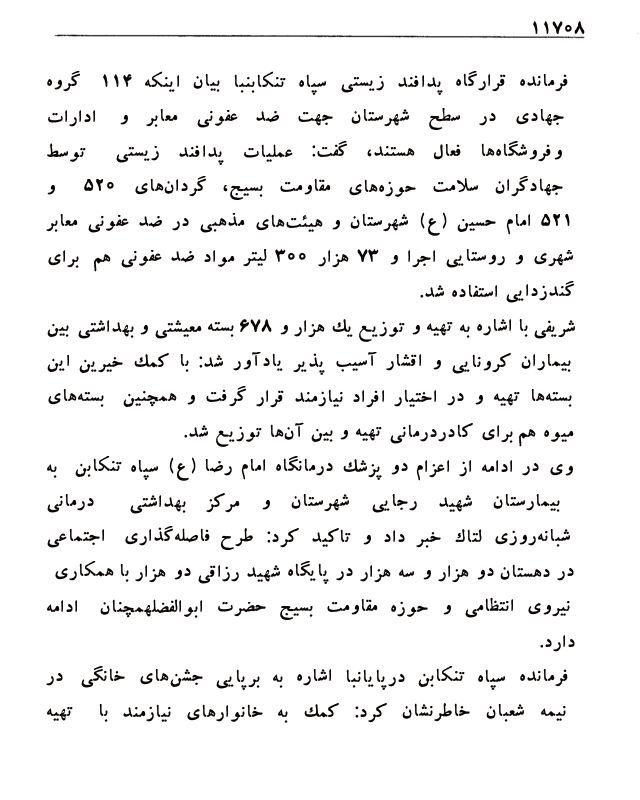 ۱۱۷۰۸
فرمانده قرارگاه پدافند زیستی سپاه تنکابنبا بیان اینکه ۱۱۴ گروه
جهادی در سطح شهرستان جهت ضد عفونی معابر و ادارات
وفروشگاه‌ها فعال هستند، گفت: عملیات پدافند زیستی توسط
جهادگران سلامت حوزه‌های مقاومت بسیج، گردان‌های ۵۲۰ و
۵۲۱ امام حسین (ع) شهرستان و هیئت‌های مذهبی در ضد عفونی معابر
شهری و روستایی اجرا و ۷۳ هزار ۳۰۰ لیتر مواد ضد عفونی هم برای
گندزدایی استفاده شد.
شریفی با اشاره به تهیه و توزیع یك هزار و ۶۷۸ بسته معیشتی و بهداشتی بین
بیماران کرونایی و اقشار آسیب پذیر یادآور شد: با کمك خیرین این
بسته‌ها تهیه و در اختیار افراد نیازمند قرار گرفت و همچنین بسته‌های
میوه هم برای کادردرمانی تهیه و بین آن‌ها توزیع شد.
وی در ادامه از اعزام دو پزشك درمانگاه امام رضا (ع) سپاه تنکابن به
بیمارستان شهید رجایی شهرستان و مرکز بهداشتی درمانی
شبانه‌روزی لتاك خبر داد و تاکید کرد: طرح فاصله‌گذاری اجتماعی
در دهستان دو هزار و سه هزار در پایگاه شهید رزاقی دو هزار با همکاری
نیروی انتظامی و حوزه مقاومت بسیج حضرت ابوالفضلهمچنان ادامه
دارد.
فرمانده سپاه تنکابن درپایانبا اشاره به برپایی جشن‌های خانگی در
نیمه شعبان خاطرنشان کرد: کمك به خانوارهای نیازمند با تهیه